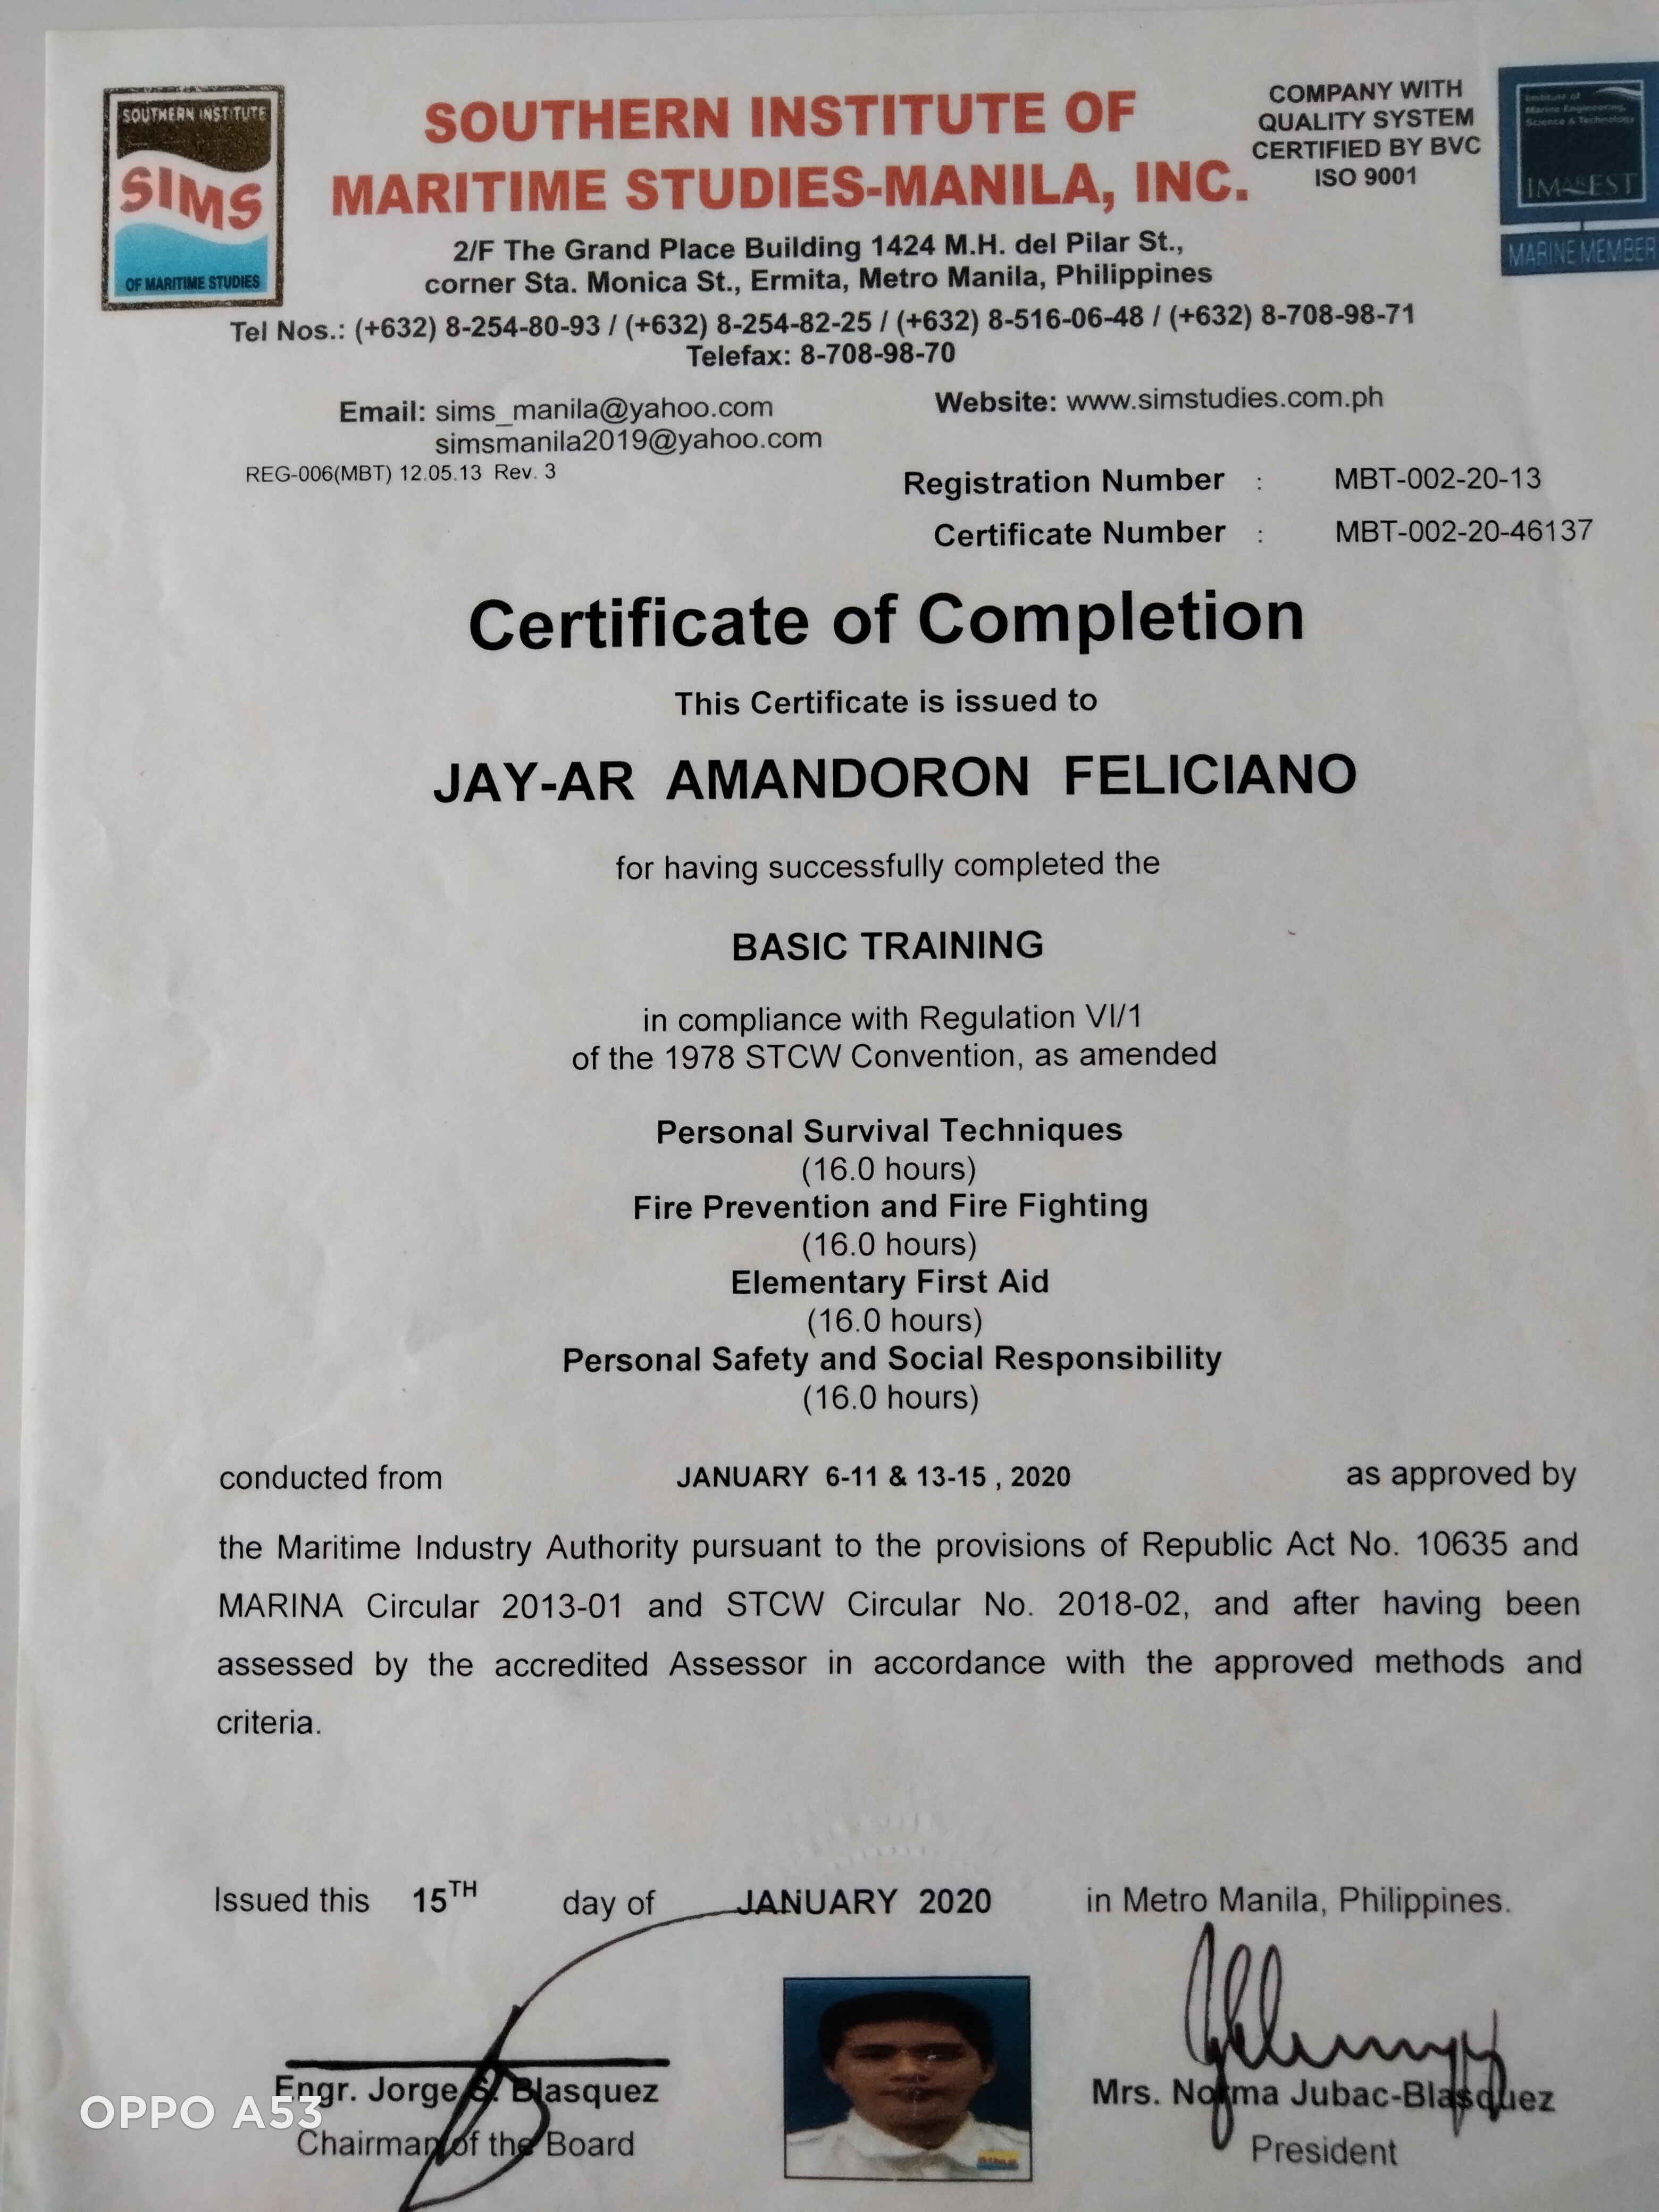 SOUTHERN INSTITUTE
SIMS
OF MARITIME STUDIES
SOUTHERN INSTITUTE OF
MARITIME STUDIES-MANILA, INC.
COMPANY WITH
QUALITY SYSTEM
CERTIFIED BY BVC
ISO 9001
Institute of
Marine Engineering,
Science & Technology
IMAREST
MARINE MEMBER
2/F The Grand Place Building 1424 M.H. del Pilar St.,
corner Sta. Monica St., Ermita, Metro Manila, Philippines
Tel Nos.: (+632) 8-254-80-93 / (+632) 8-254-82-25 / (+632) 8-516-06-48 / (+632) 8-708-98-71
Telefax: 8-708-98-70
Email: sims_manila@yahoo.com Website: www.simstudies.com.ph
simsmanila2019@yahoo.com
REG-006(MBT) 12.05.13 Rev. 3
Registration Number : MBT-002-20-13
Certificate Number : MBT-002-20-46137
Certificate of Completion
This Certificate is issued to
JAY-AR AMANDORON FELICIANO
for having successfully completed the
BASIC TRAINING
in compliance with Regulation VI/1
of the 1978 STCW Convention, as amended
Personal Survival Techniques
(16.0 hours)
Fire Prevention and Fire Fighting
(16.0 hours)
Elementary First Aid
(16.0 hours)
Personal Safety and Social Responsibility
(16.0 hours)
conducted from JANUARY 6-11 & 13-15 , 2020 as approved by
the Maritime Industry Authority pursuant to the provisions of Republic Act No. 10635 and
MARINA Circular 2013-01 and STCW Circular No. 2018-02, and after having been
assessed by the accredited Assessor in accordance with the approved methods and
criteria.
Issued this 15TH day of JANUARY 2020 in Metro Manila, Philippines.
Engr. Jorge S. Blasquez
Chairman of the Board
Mrs. Norma Jubac-Blasquez
President
OPPO A53